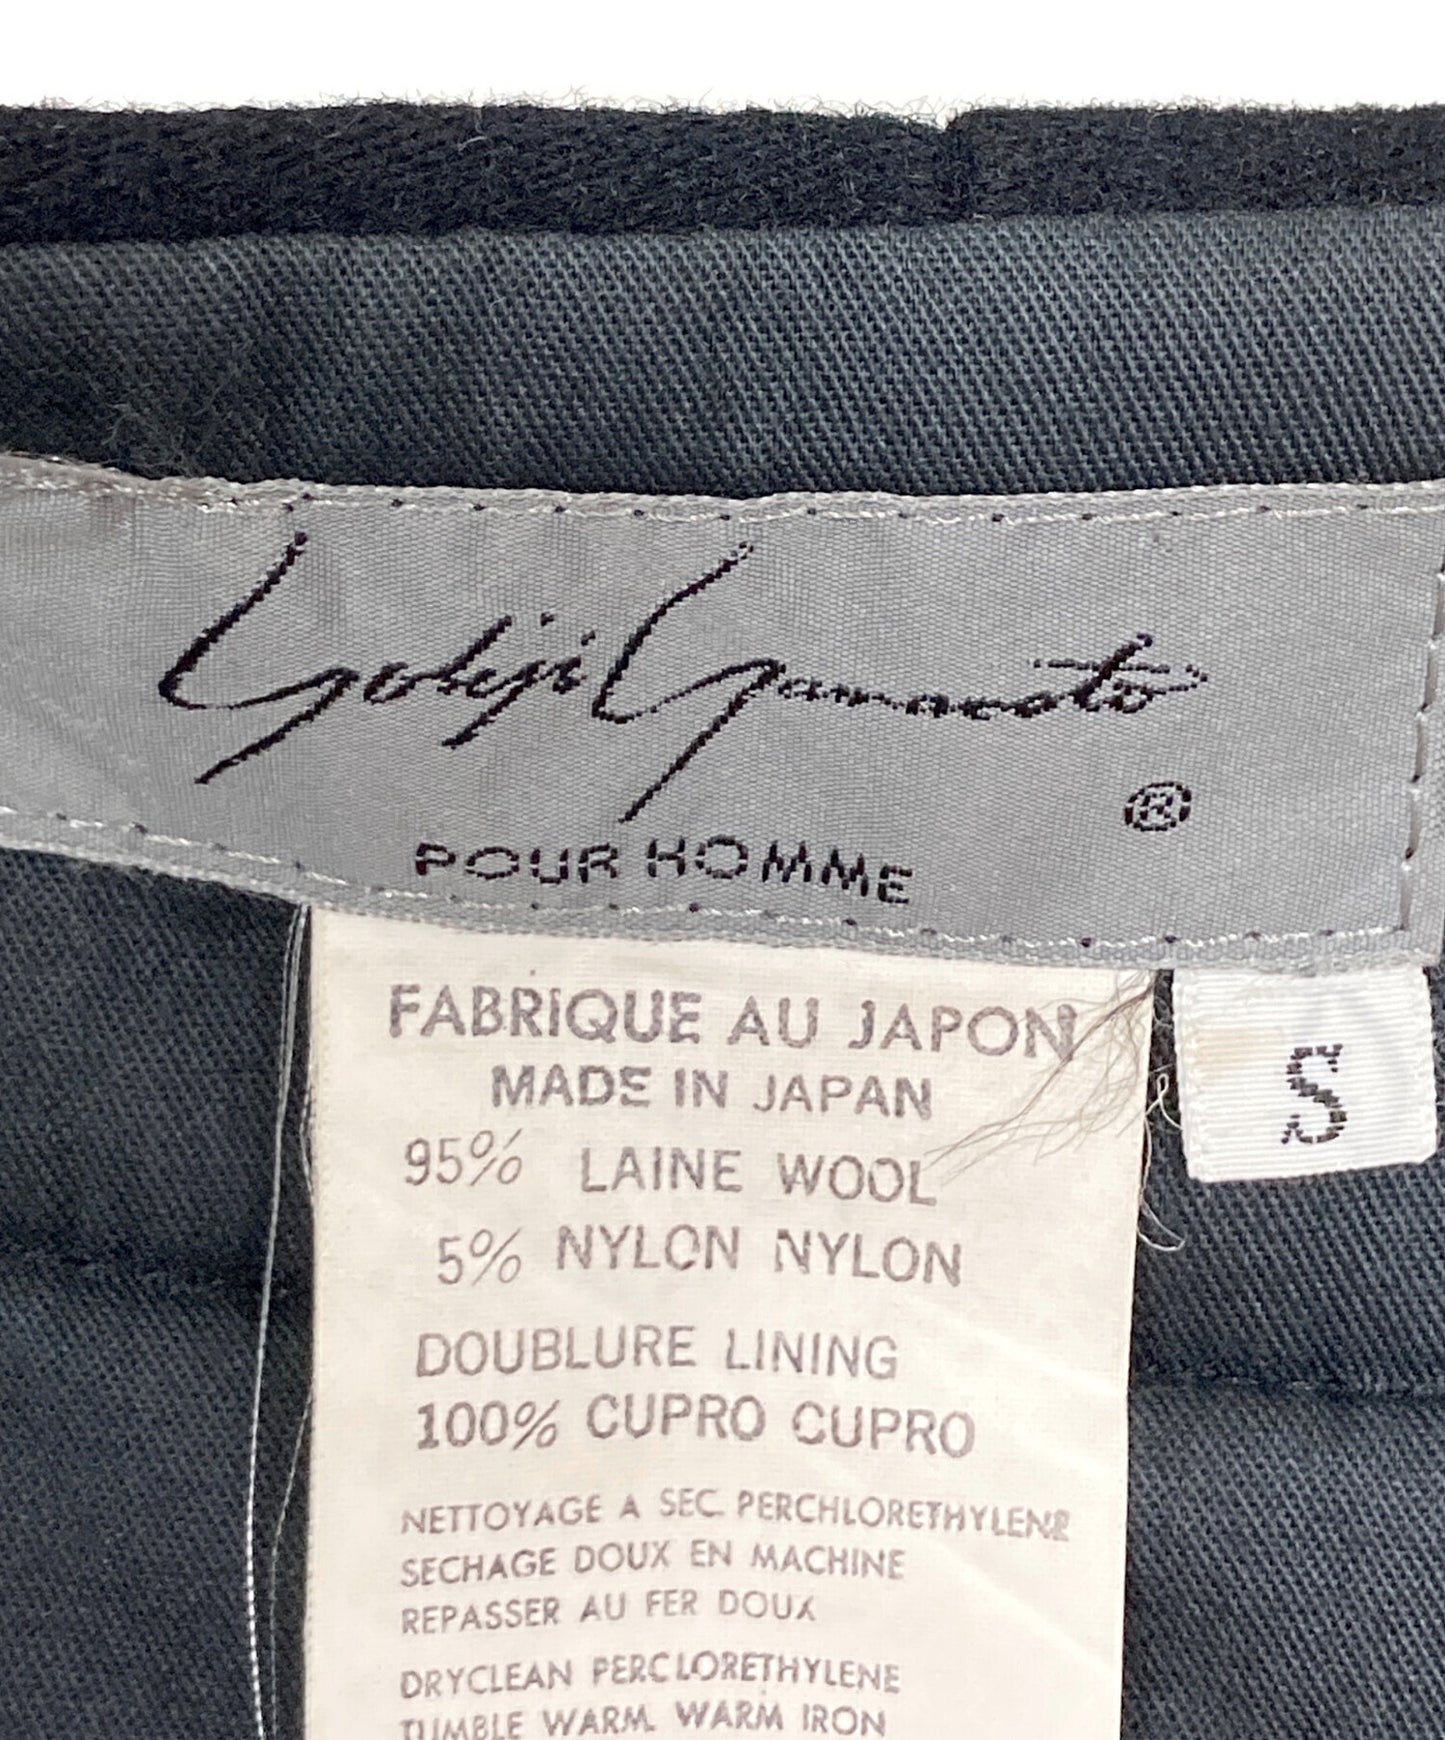 Yohji Yamamoto
®
POUR HOMME
FABRIQUE AU JAPON
MADE IN JAPAN
95% LAINE WOOL
5% NYLON NYLON
DOUBLURE LINING
100% CUPRO CUPRO
NETTOYAGE A SEC PERCHLORETHYLENE
SECHAGE DOUX EN MACHINE
REPASSER AU FER DOUX
DRYCLEAN PERCLORETHYLENE
TUMBLE WARM. WARM IRON
S